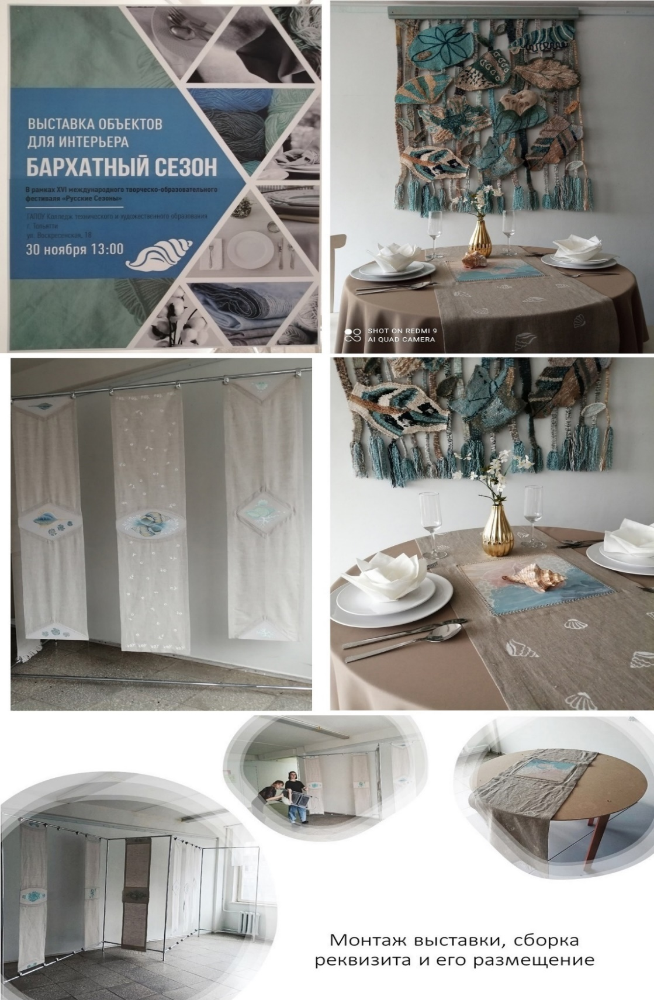 ВЫСТАВКА ОБЪЕКТОВ
ДЛЯ ИНТЕРЬЕРА
БАРХАТНЫЙ СЕЗОН
В рамках XVI международного творческо-образовательного
фестиваля «Русские Сезоны»
ГАПОУ Колледж технического и художественного образования
г. Тольятти
ул. Воскресенская, 18
30 ноября 13:00
SHOT ON REDMI 9
AI QUAD CAMERA
Монтаж выставки, сборка
реквизита и его размещение